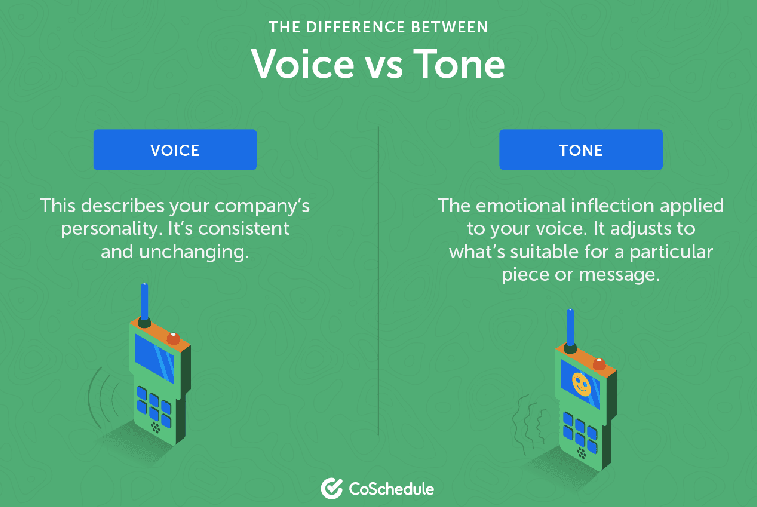 THE DIFFERENCE BETWEEN
Voice vs Tone
VOICE
This describes your company's
personality. It's consistent
and unchanging.
TONE
The emotional inflection applied
to your voice. It adjusts to
what's suitable for a particular
piece or message.
CoSchedule